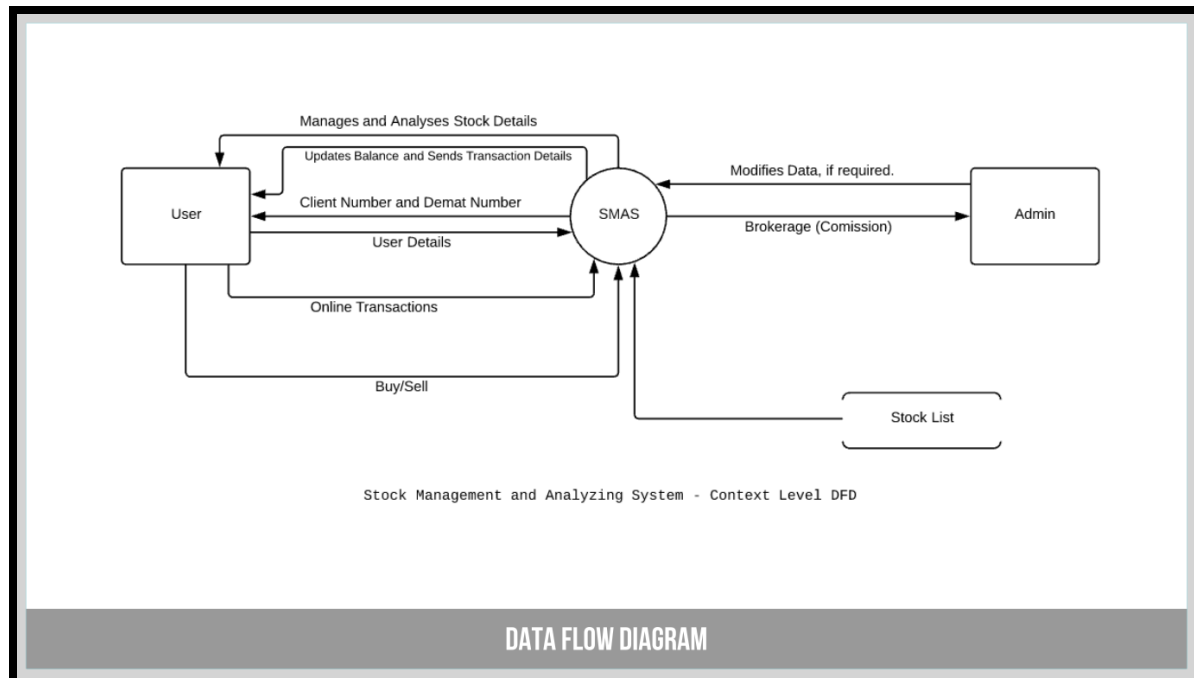 Manages and Analyses Stock Details
Updates Balance and Sends Transaction Details
Modifies Data, if required.
Client Number and Demat Number
User
SMAS
Admin
Brokerage (Comission)
User Details
Online Transactions
Buy/Sell
Stock List
Stock Management and Analyzing System - Context Level DFD
DATA FLOW DIAGRAM